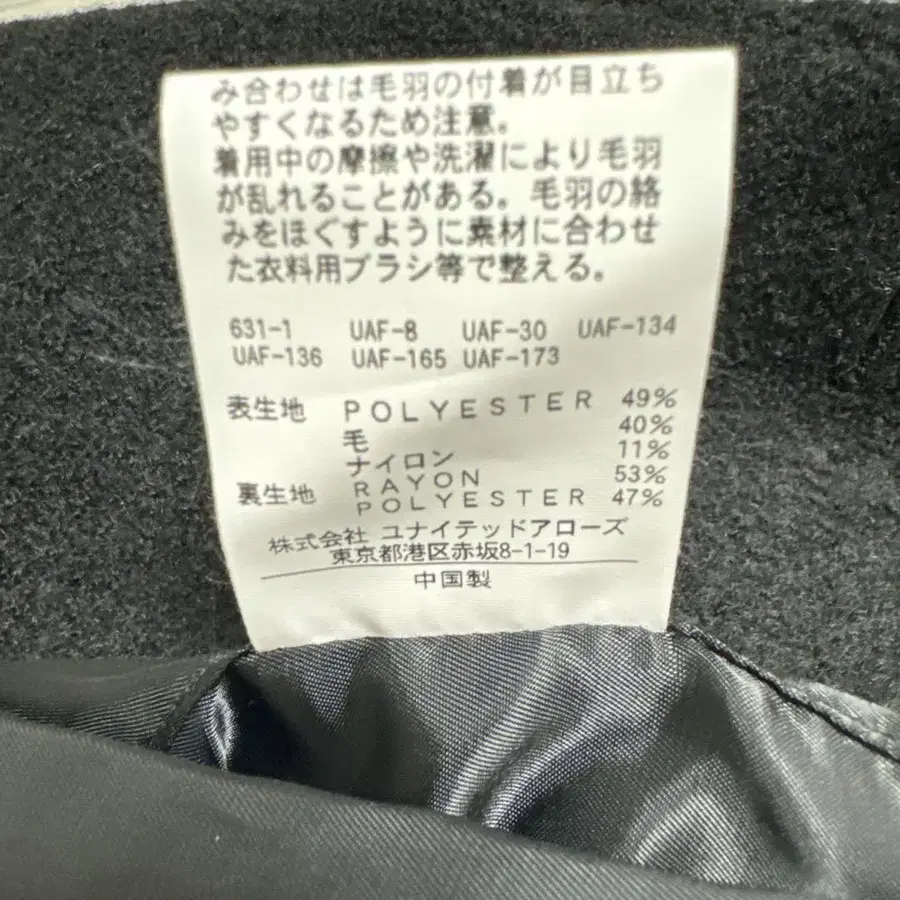 み合わせは毛羽の付着が目立ち
やすくなるため注意。
着用中の摩擦や洗濯により毛羽
が乱れることがある。毛羽の絡
みをほぐすように素材に合わせ
た衣料用ブラシ等で整える。
631-1 UAF-8 UAF-30 UAF-134
UAF-136 UAF-165 UAF-173
表生地 POLYESTER 49%
毛 40%
ナイロン 11%
裏生地 RAYON 53%
POLYESTER 47%
株式会社 ユナイテッドアローズ
東京都港区赤坂8-1-19
中国製